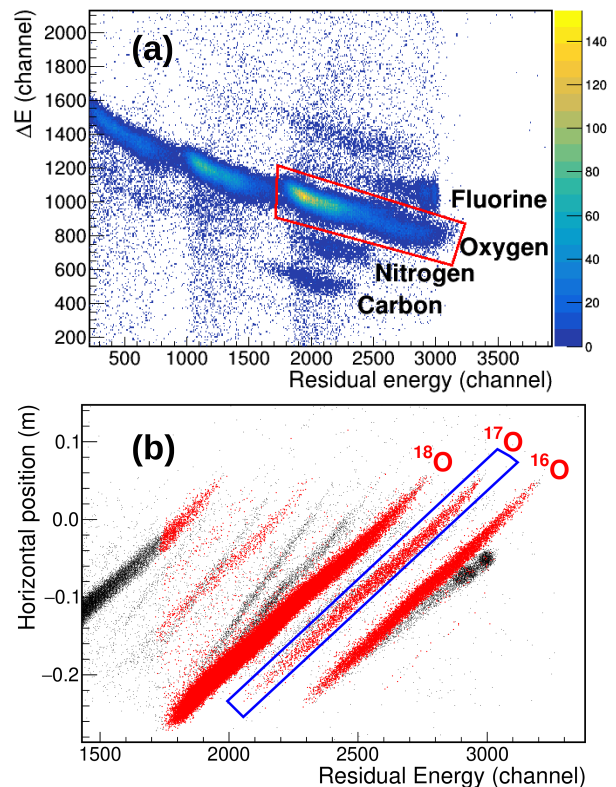 (a)
ΔE (channel)
2000
1800
1600
1400
1200
1000
800
600
400
200
500 1000 1500 2000 2500 3000 3500
Residual energy (channel)
140
120
100
80
60
40
20
0
Fluorine
Oxygen
Nitrogen
Carbon
(b)
Horizontal position (m)
0.1
0.0
−0.1
−0.2
¹⁸O ¹⁷O ¹⁶O
1500 2000 2500 3000
Residual Energy (channel)